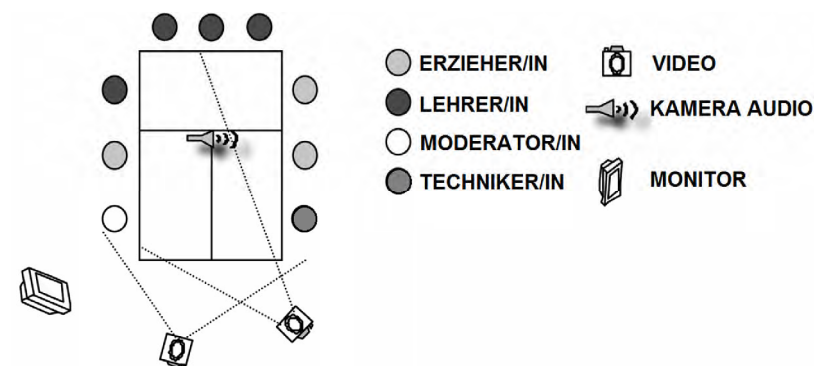 ERZIEHER/IN
LEHRER/IN
MODERATOR/IN
TECHNIKER/IN
VIDEO
KAMERA AUDIO
MONITOR